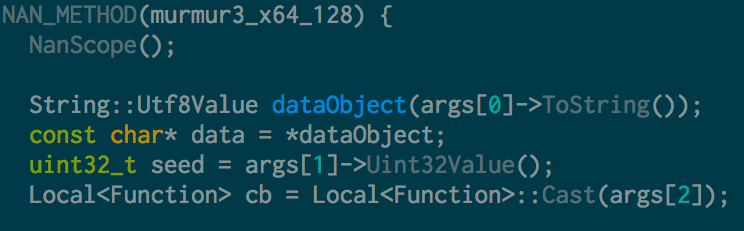 NAN_METHOD(murmur3_x64_128) {
NanScope();
String::Utf8Value dataObject(args[0]->ToString());
const char* data = *dataObject;
uint32_t seed = args[1]->Uint32Value();
Local<Function> cb = Local<Function>::Cast(args[2]);